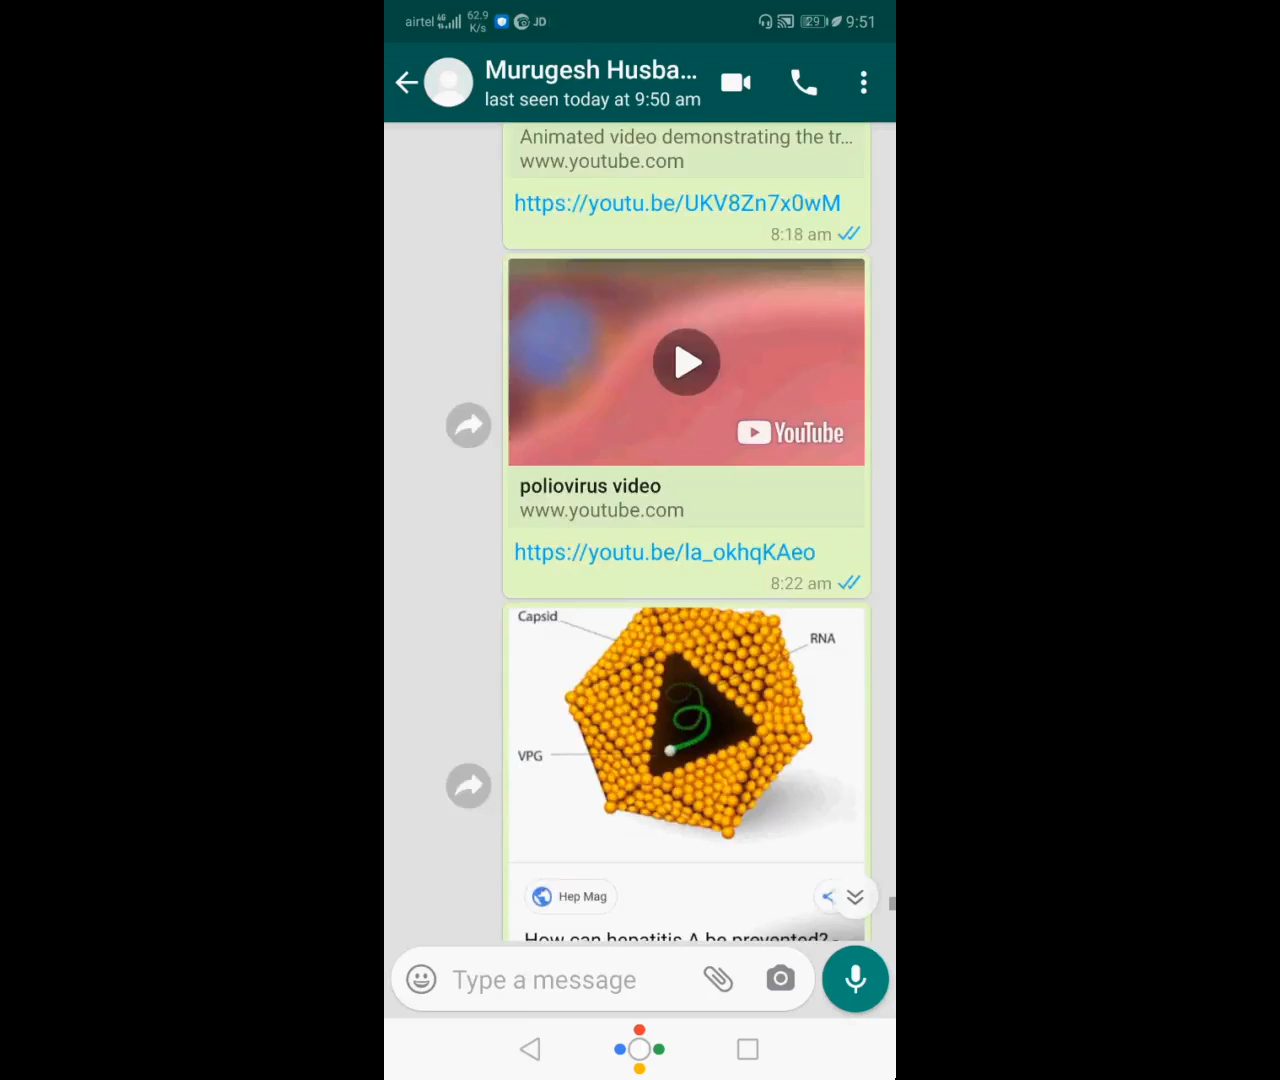 airtel 4G 62.9 K/s JD 29 9:51
Murugesh Husba...
last seen today at 9:50 am
Animated video demonstrating the tr...
www.youtube.com
https://youtu.be/UKV8Zn7x0wM
8:18 am
YouTube
poliovirus video
www.youtube.com
https://youtu.be/la_okhqKAeo
8:22 am
Capsid
RNA
VPG
Hep Mag
How can hepatitis A be prevented? -
Type a message